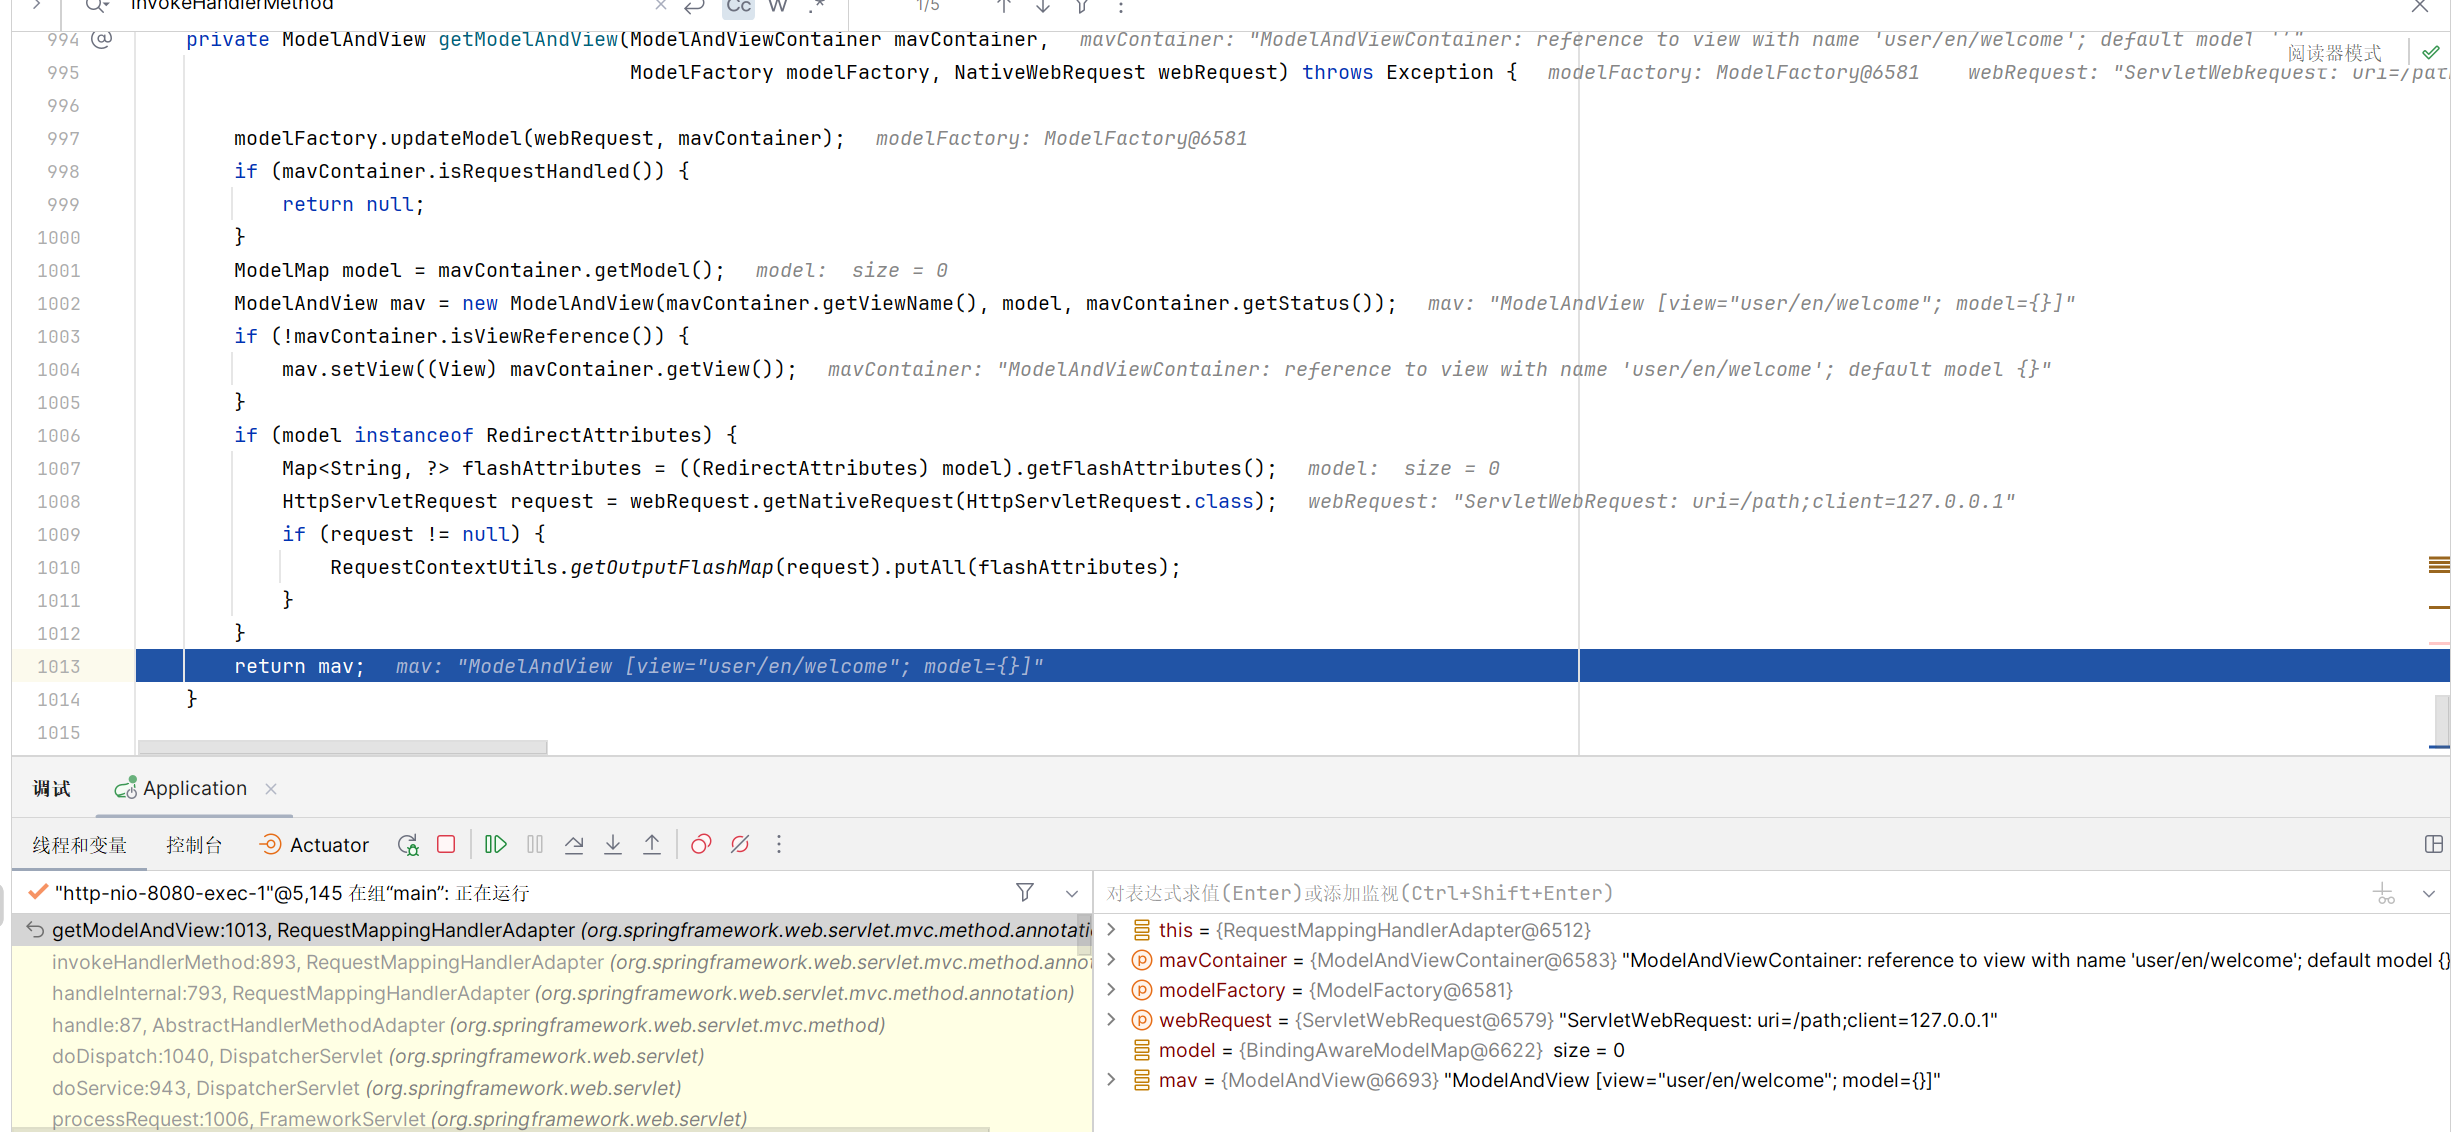 invokeHandlerMethod Cc W .* 1/5
994 @ private ModelAndView getModelAndView(ModelAndViewContainer mavContainer, mavContainer: "ModelAndViewContainer: reference to view with name 'user/en/welcome'; default model
阅读器模式
995 ModelFactory modelFactory, NativeWebRequest webRequest) throws Exception { modelFactory: ModelFactory@6581 webRequest: "ServletWebRequest: uri=/pat
996
997 modelFactory.updateModel(webRequest, mavContainer); modelFactory: ModelFactory@6581
998 if (mavContainer.isRequestHandled()) {
999 return null;
1000 }
1001 ModelMap model = mavContainer.getModel(); model: size = 0
1002 ModelAndView mav = new ModelAndView(mavContainer.getViewName(), model, mavContainer.getStatus()); mav: "ModelAndView [view="user/en/welcome"; model={}]"
1003 if (!mavContainer.isViewReference()) {
1004 mav.setView((View) mavContainer.getView()); mavContainer: "ModelAndViewContainer: reference to view with name 'user/en/welcome'; default model {}"
1005 }
1006 if (model instanceof RedirectAttributes) {
1007 Map<String, ?> flashAttributes = ((RedirectAttributes) model).getFlashAttributes(); model: size = 0
1008 HttpServletRequest request = webRequest.getNativeRequest(HttpServletRequest.class); webRequest: "ServletWebRequest: uri=/path;client=127.0.0.1"
1009 if (request != null) {
1010 RequestContextUtils.getOutputFlashMap(request).putAll(flashAttributes);
1011 }
1012 }
1013 return mav; mav: "ModelAndView [view="user/en/welcome"; model={}]"
1014 }
1015
调试 Application
线程和变量 控制台 Actuator
"http-nio-8080-exec-1"@5,145 在组“main”: 正在运行
getModelAndView:1013, RequestMappingHandlerAdapter (org.springframework.web.servlet.mvc.method.annotati
invokeHandlerMethod:893, RequestMappingHandlerAdapter (org.springframework.web.servlet.mvc.method.annot
handleInternal:793, RequestMappingHandlerAdapter (org.springframework.web.servlet.mvc.method.annotation)
handle:87, AbstractHandlerMethodAdapter (org.springframework.web.servlet.mvc.method)
doDispatch:1040, DispatcherServlet (org.springframework.web.servlet)
doService:943, DispatcherServlet (org.springframework.web.servlet)
processRequest:1006, FrameworkServlet (org.springframework.web.servlet)
对表达式求值(Enter)或添加监视(Ctrl+Shift+Enter)
this = {RequestMappingHandlerAdapter@6512}
mavContainer = {ModelAndViewContainer@6583} "ModelAndViewContainer: reference to view with name 'user/en/welcome'; default model {}
modelFactory = {ModelFactory@6581}
webRequest = {ServletWebRequest@6579} "ServletWebRequest: uri=/path;client=127.0.0.1"
model = {BindingAwareModelMap@6622} size = 0
mav = {ModelAndView@6693} "ModelAndView [view="user/en/welcome"; model={}]"